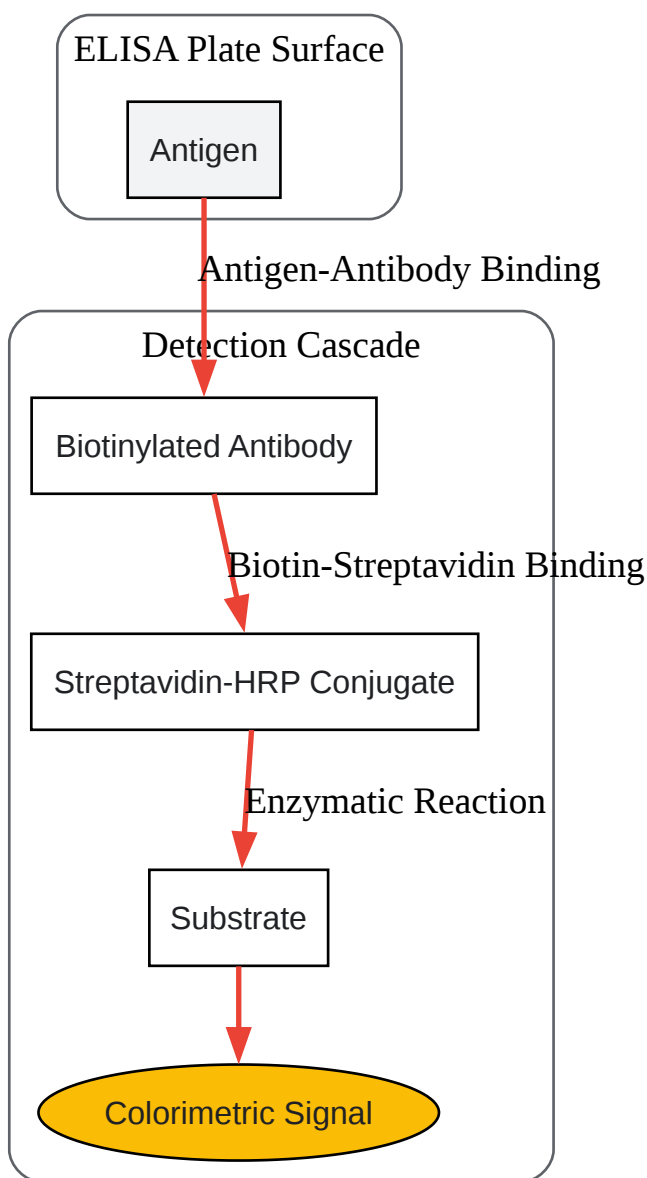 ELISA Plate Surface
Antigen
Antigen-Antibody Binding
Detection Cascade
Biotinylated Antibody
Biotin-Streptavidin Binding
Streptavidin-HRP Conjugate
Enzymatic Reaction
Substrate
Colorimetric Signal